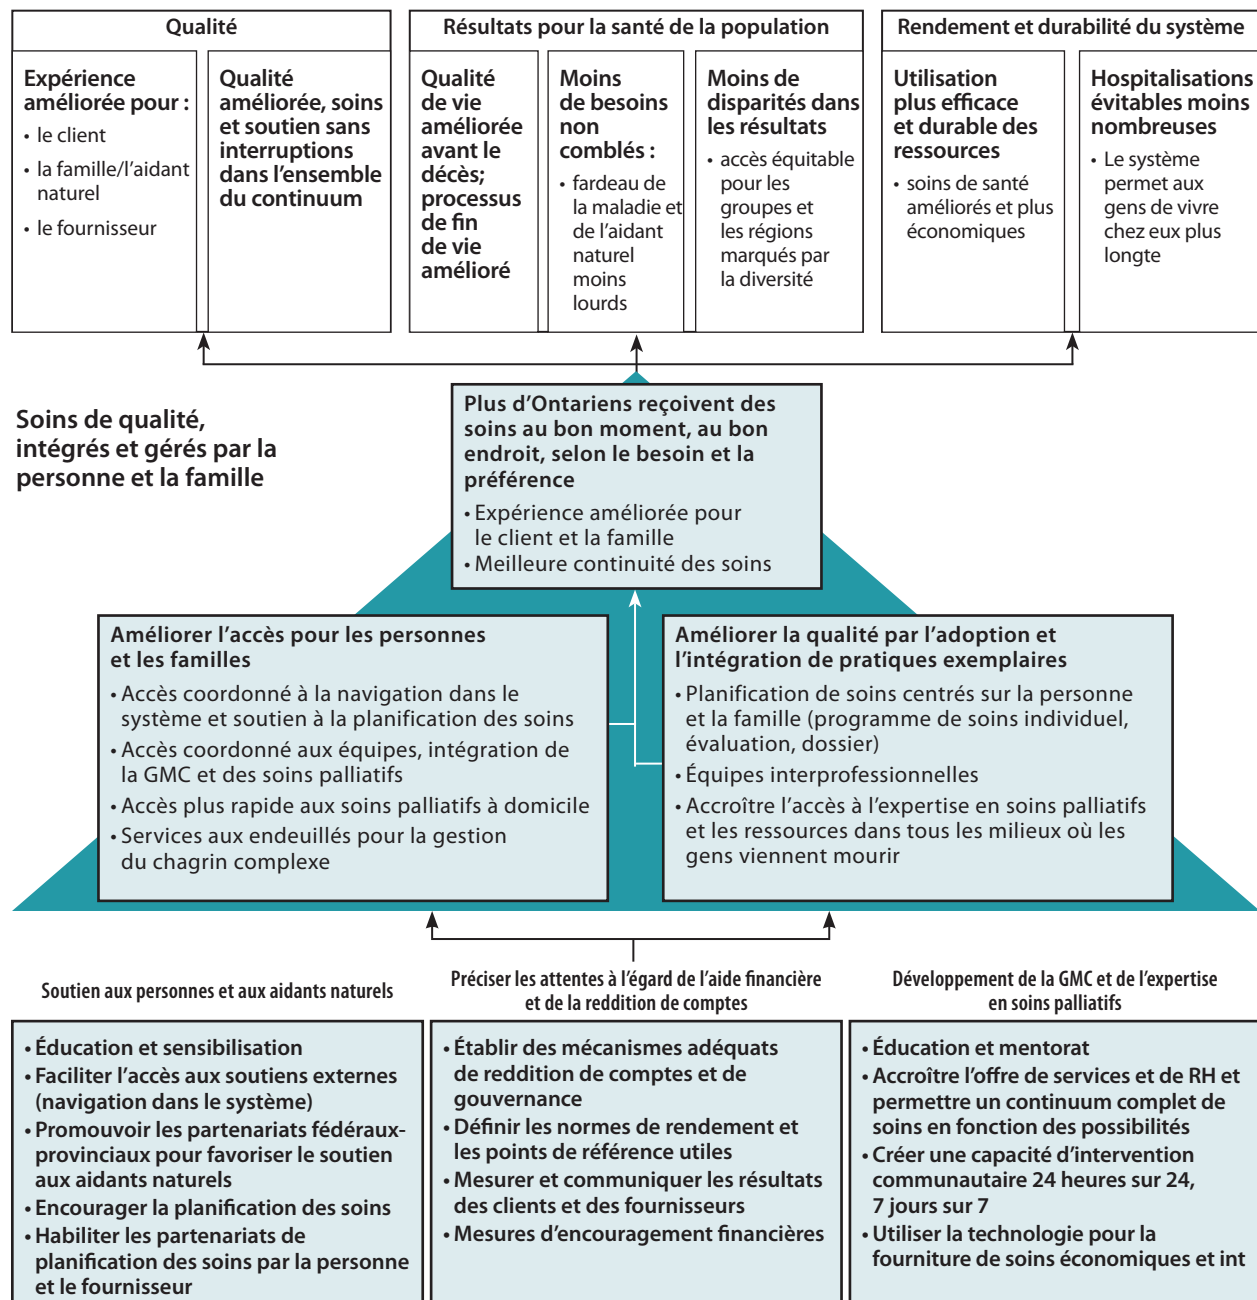 Qualité
Expérience
améliorée pour :
• le client
• la famille/l’aidant
naturel
• le fournisseur
Qualité
améliorée, soins
et soutien sans
interruptions
dans l’ensemble
du continuum
Résultats pour la santé de la population
Qualité
de vie
améliorée
avant le
décès;
processus
de fin
de vie
amélioré
Moins
de besoins
non
comblés :
• fardeau de
la maladie et
de l’aidant
naturel
moins
lourds
Moins de
disparités dans
les résultats
• accès équitable
pour les
groupes et
les régions
marqués par
la diversité
Rendement et durabilité du système
Utilisation
plus efficace
et durable des
ressources
• soins de santé
améliorés et plus
économiques
Hospitalisations
évitables moins
nombreuses
• Le système
permet aux
gens de vivre
chez eux plus
longte
Soins de qualité,
intégrés et gérés par la
personne et la famille
Plus d’Ontariens reçoivent des
soins au bon moment, au bon
endroit, selon le besoin et la
préférence
• Expérience améliorée pour
le client et la famille
• Meilleure continuité des soins
Améliorer l’accès pour les personnes
et les familles
• Accès coordonné à la navigation dans le
système et soutien à la planification des soins
• Accès coordonné aux équipes, intégration de
la GMC et des soins palliatifs
• Accès plus rapide aux soins palliatifs à domicile
• Services aux endeuillés pour la gestion
du chagrin complexe
Améliorer la qualité par l’adoption et
l’intégration de pratiques exemplaires
• Planification de soins centrés sur la personne
et la famille (programme de soins individuel,
évaluation, dossier)
• Équipes interprofessionnelles
• Accroître l’accès à l’expertise en soins palliatifs
et les ressources dans tous les milieux où les
gens viennent mourir
Soutien aux personnes et aux aidants naturels
• Éducation et sensibilisation
• Faciliter l’accès aux soutiens externes
(navigation dans le système)
• Promouvoir les partenariats fédéraux-
provinciaux pour favoriser le soutien
aux aidants naturels
• Encourager la planification des soins
• Habiliter les partenariats de
planification des soins par la personne
et le fournisseur
Préciser les attentes à l’égard de l’aide financière
et de la reddition de comptes
• Établir des mécanismes adéquats
de reddition de comptes et de
gouvernance
• Définir les normes de rendement et
les points de référence utiles
• Mesurer et communiquer les résultats
des clients et des fournisseurs
• Mesures d’encouragement financières
Développement de la GMC et de l’expertise
en soins palliatifs
• Éducation et mentorat
• Accroître l’offre de services et de RH et
permettre un continuum complet de
soins en fonction des possibilités
• Créer une capacité d’intervention
communautaire 24 heures sur 24,
7 jours sur 7
• Utiliser la technologie pour la
fourniture de soins économiques et int